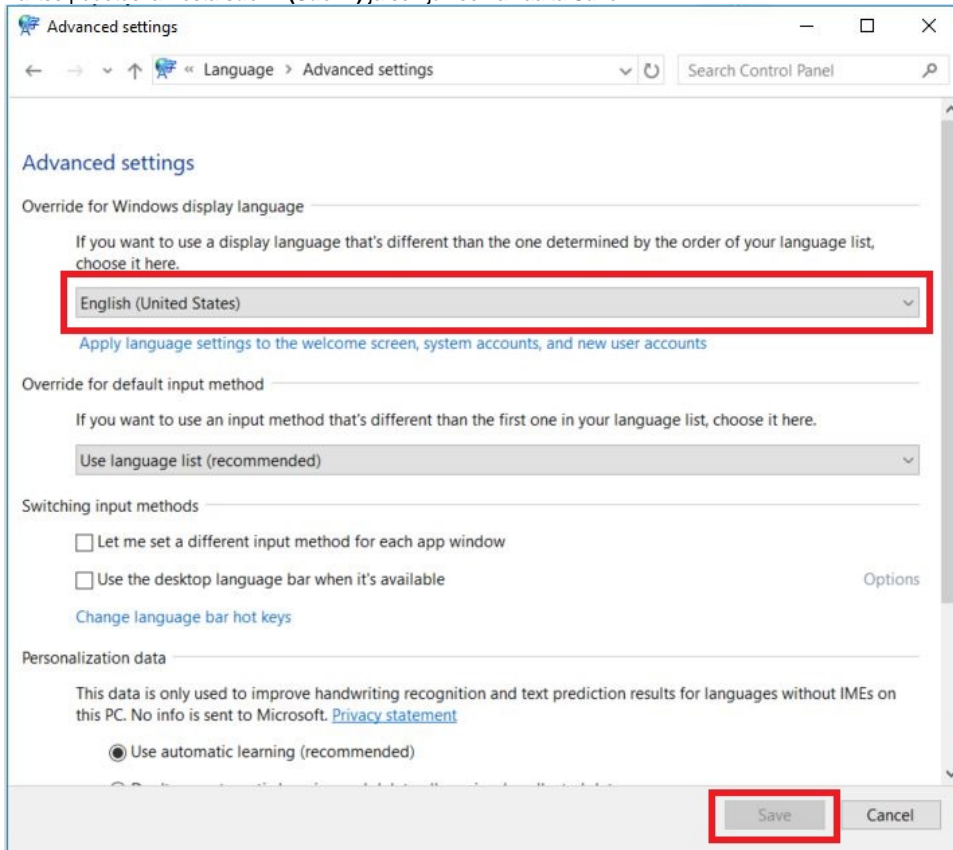 Advanced settings
« Language > Advanced settings
Search Control Panel
Advanced settings
Override for Windows display language
If you want to use a display language that's different than the one determined by the order of your language list,
choose it here.
English (United States)
Apply language settings to the welcome screen, system accounts, and new user accounts
Override for default input method
If you want to use an input method that's different than the first one in your language list, choose it here.
Use language list (recommended)
Switching input methods
Let me set a different input method for each app window
Use the desktop language bar when it's available
Options
Change language bar hot keys
Personalization data
This data is only used to improve handwriting recognition and text prediction results for languages without IMEs on
this PC. No info is sent to Microsoft. Privacy statement
Use automatic learning (recommended)
Save
Cancel